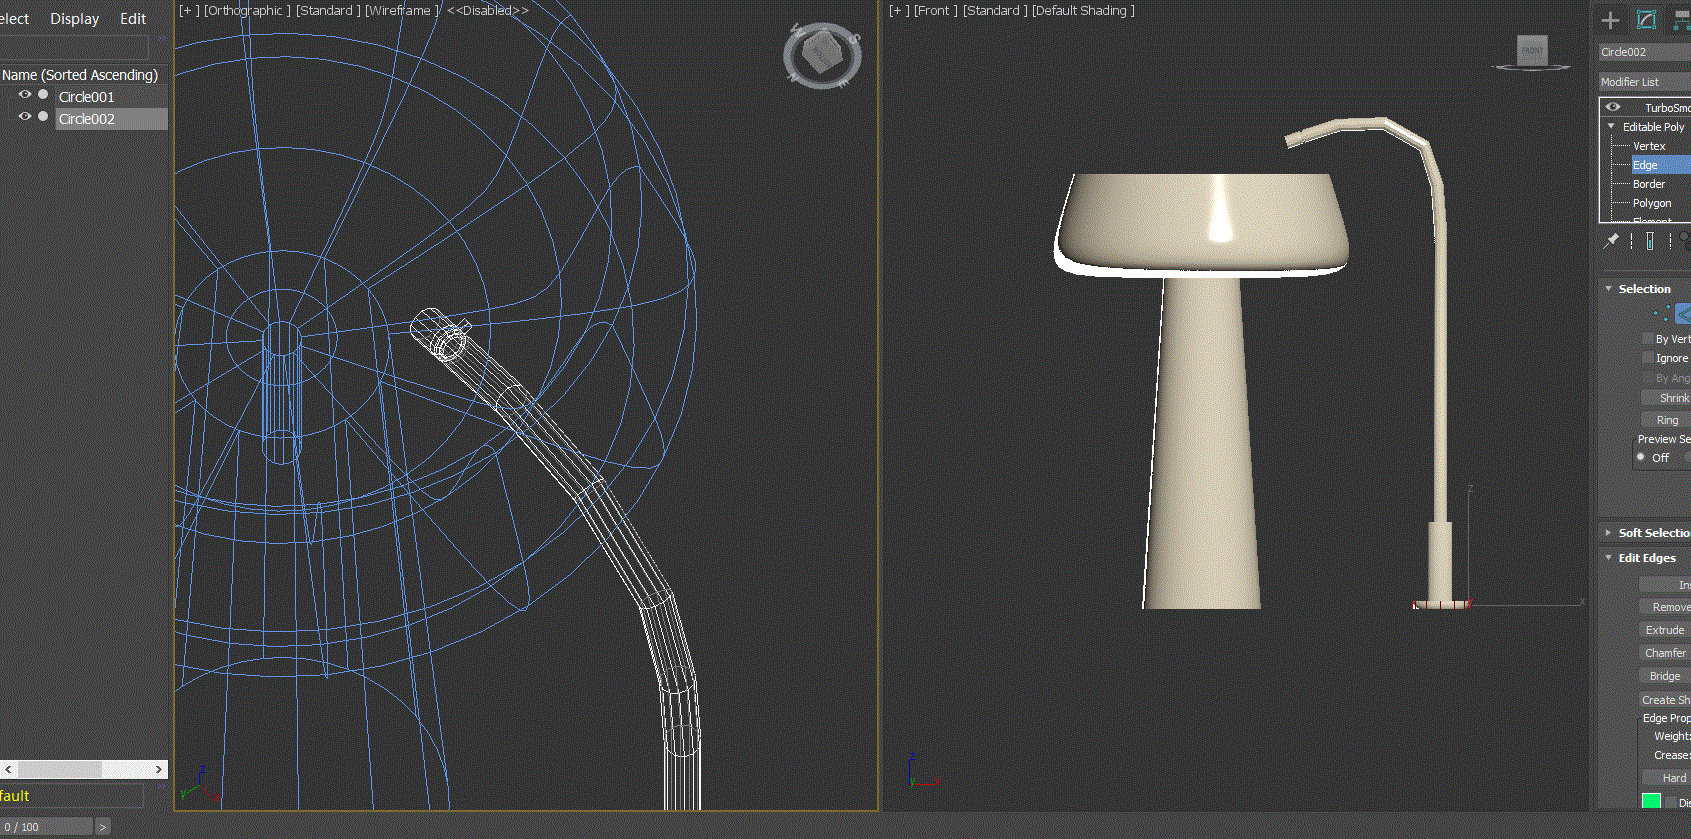 elect Display Edit
Name (Sorted Ascending)
Circle001
Circle002
fault
0 / 100 >
[+ ] [Orthographic ] [Standard ] [Wireframe ] <<Disabled>>
[+ ] [Front ] [Standard ] [Default Shading ]
FRONT
z
x
z
y
z
y
Circle002
Modifier List
TurboSmo
Editable Poly
Vertex
Edge
Border
Polygon
Element
Selection
By Vert
Ignore
By Ang
Shrink
Ring
Preview Se
Off
Soft Selectio
Edit Edges
Ins
Remove
Extrude
Chamfer
Bridge
Create Sh
Edge Prop
Weight:
Crease:
Hard
Dis